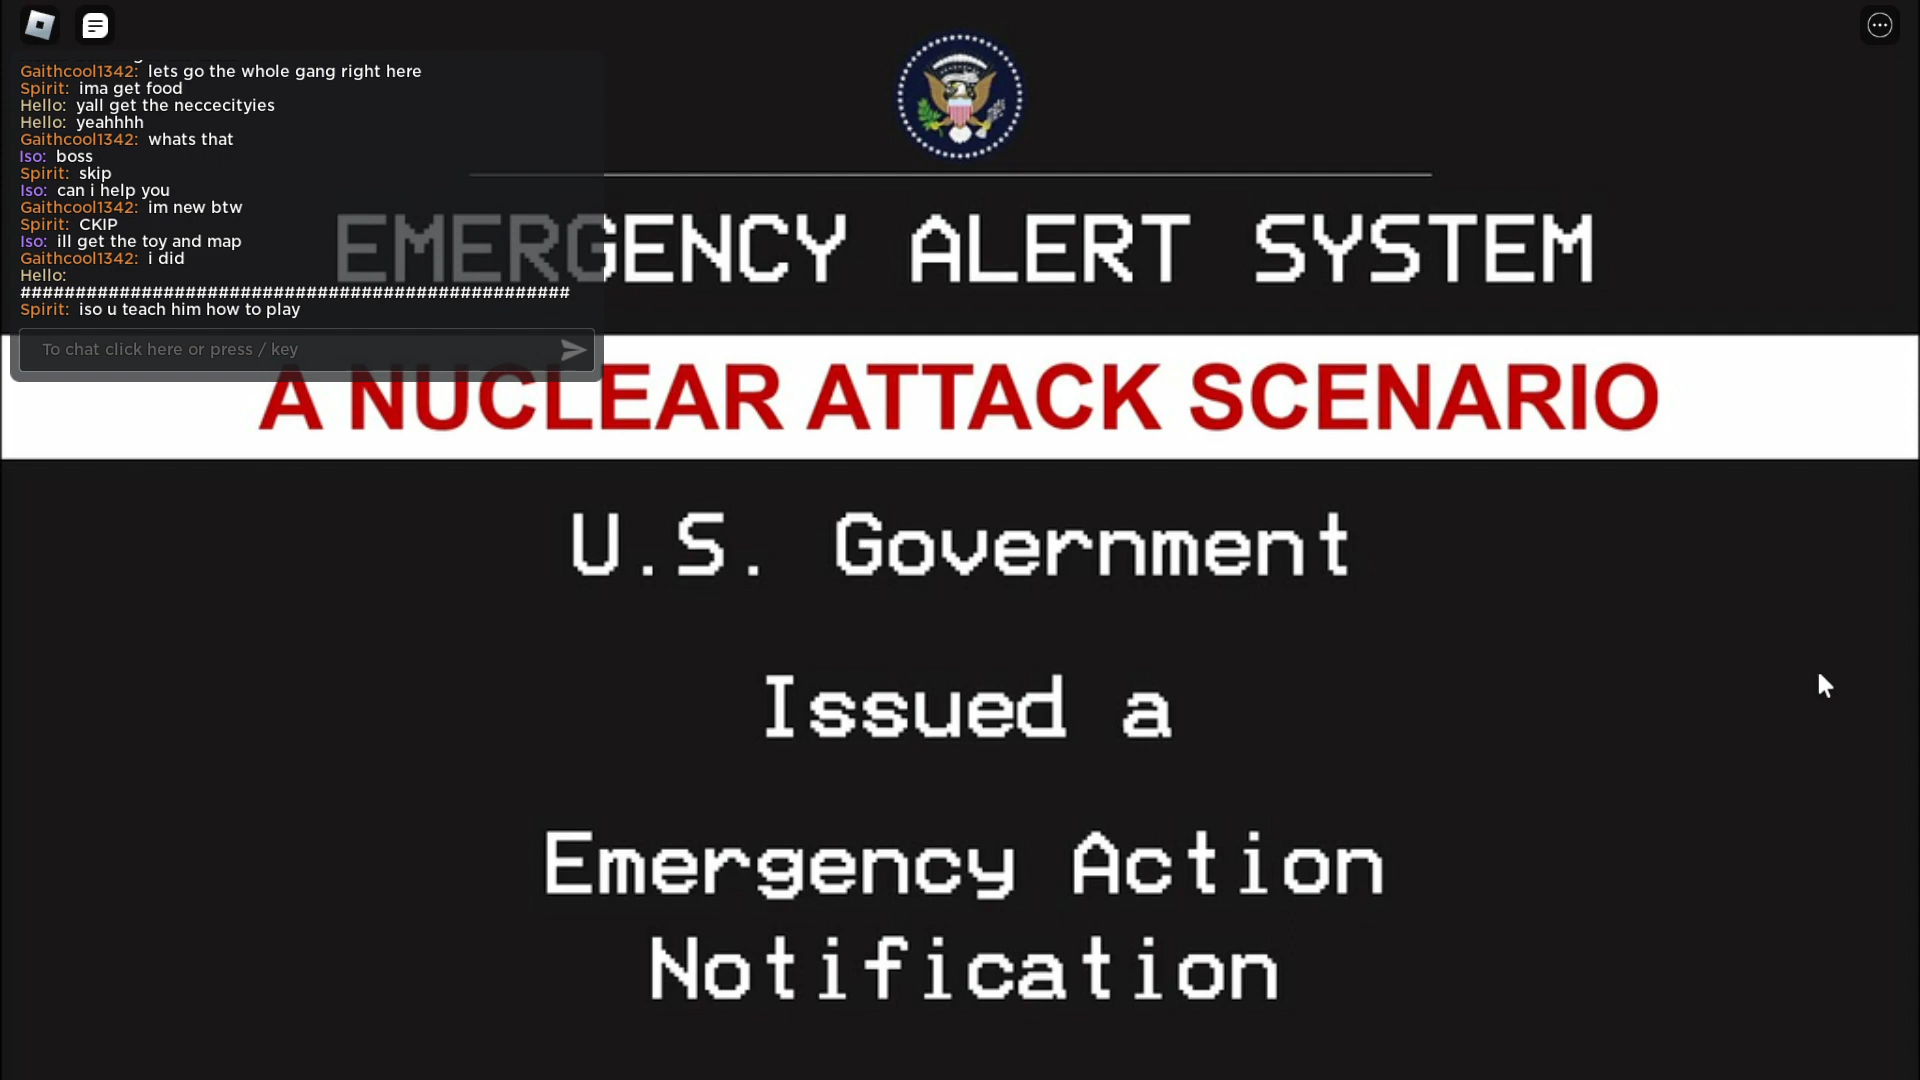 Gaithcool1342: lets go the whole gang right here
Spirit: ima get food
Hello: yall get the neccecityies
Hello: yeahhhh
Gaithcool1342: whats that
Iso: boss
Spirit: skip
Iso: can i help you
Gaithcool1342: im new btw
Spirit: CKIP
Iso: ill get the toy and map
Gaithcool1342: i did
Hello:
##################################################
Spirit: iso u teach him how to play
To chat click here or press / key
EMERGENCY ALERT SYSTEM
A NUCLEAR ATTACK SCENARIO
U.S. Government
Issued a
Emergency Action
Notification